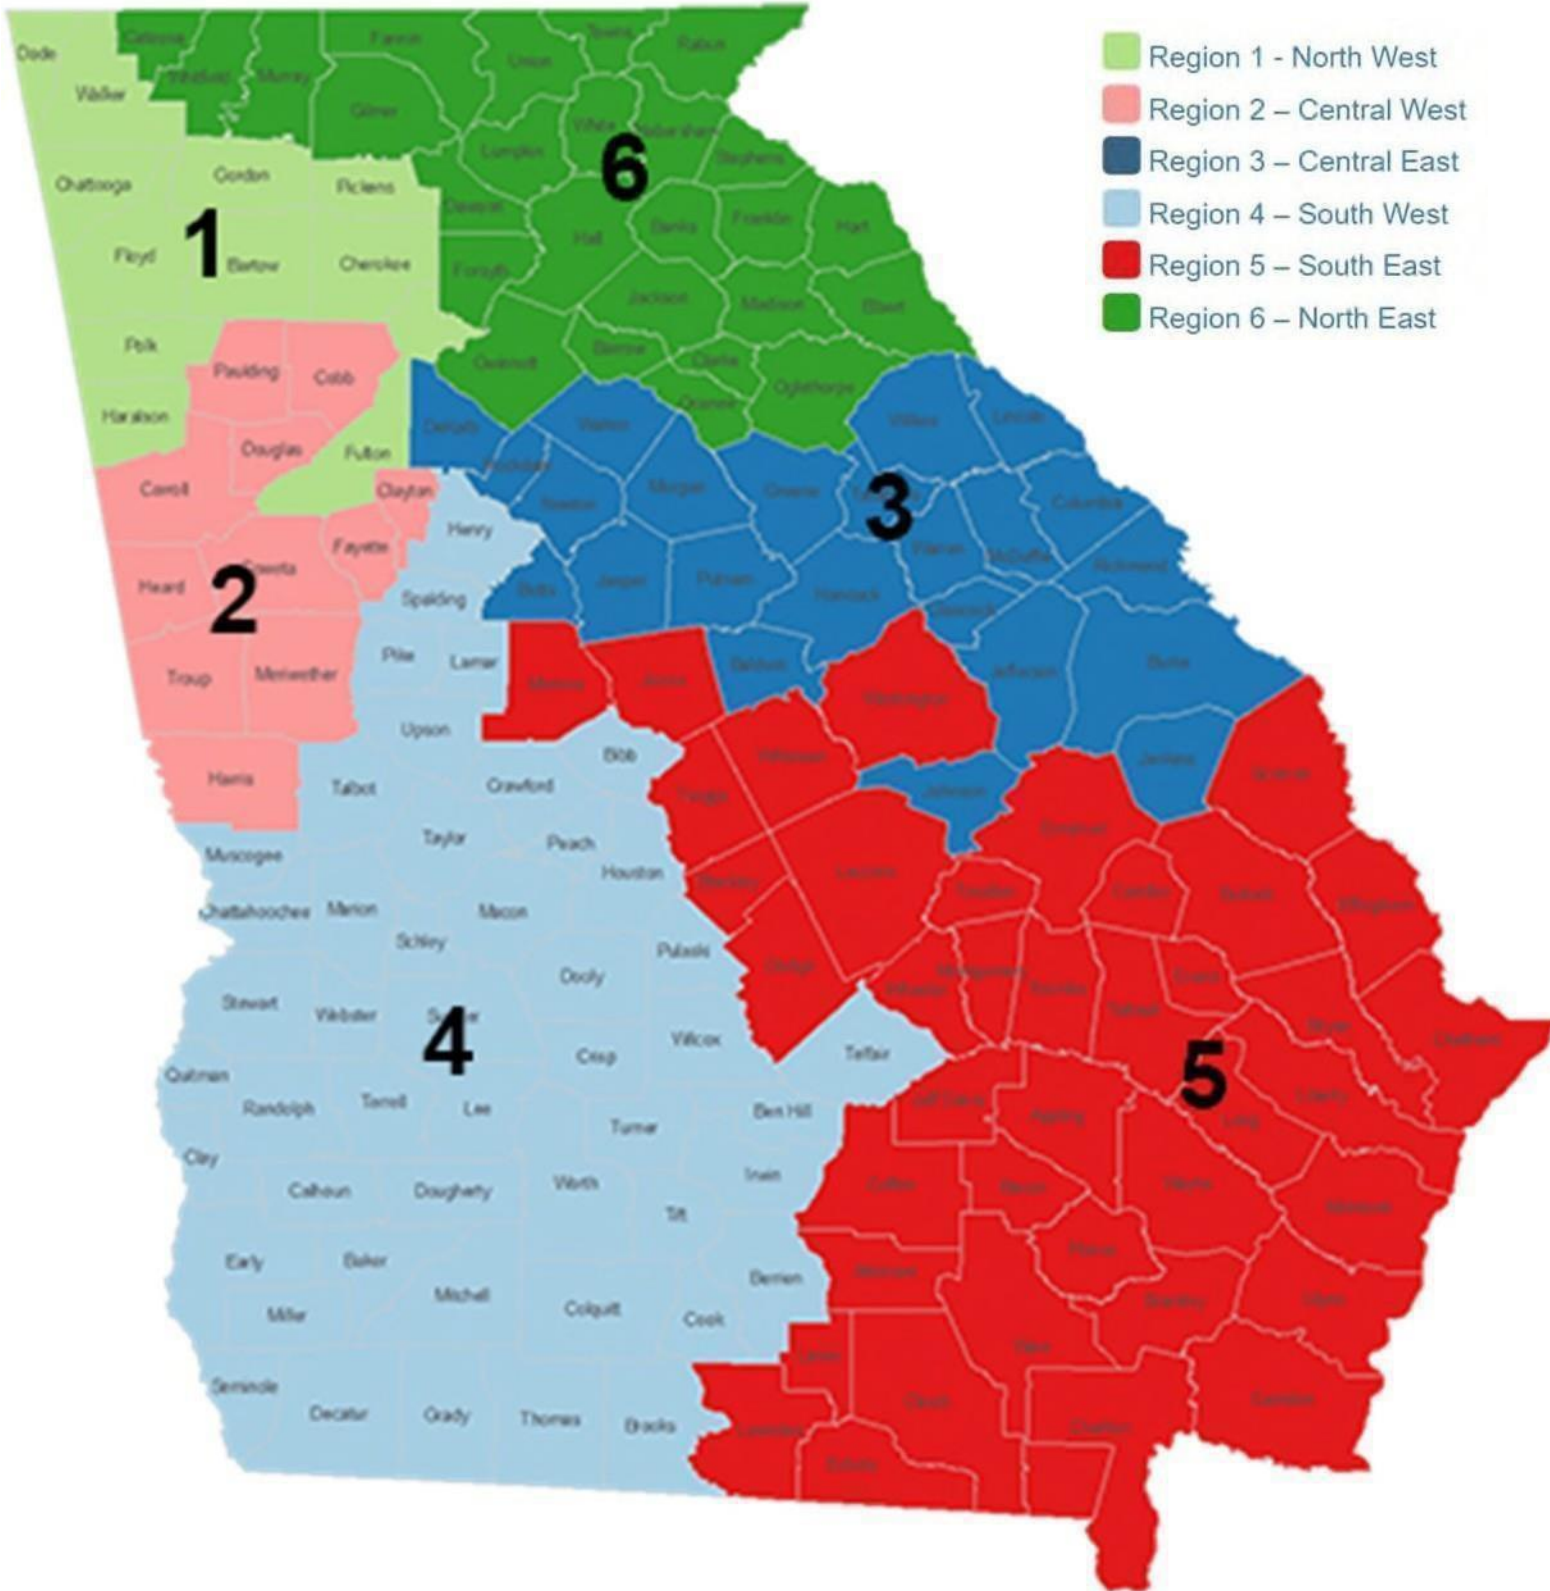 Region 1 - North West
Region 2 – Central West
Region 3 – Central East
Region 4 – South West
Region 5 – South East
Region 6 – North East
Dade
Catoosa
Whitfield
Murray
Fannin
Union
Towns
Rabun
Walker
Gilmer
White
Habersham
Lumpkin
Stephens
6
Chattooga
Gordon
Pickens
Dawson
Hall
Banks
Franklin
Hart
1
Floyd
Bartow
Cherokee
Forsyth
Jackson
Madison
Elbert
Polk
Paulding
Cobb
Gwinnett
Barrow
Clarke
Oglethorpe
Oconee
Haralson
Douglas
Fulton
DeKalb
Walton
Wilkes
Lincoln
Carroll
Clayton
Rockdale
Newton
Morgan
Greene
3
Columbia
Henry
Fayette
Heard
2
Coweta
Spalding
Butts
Jasper
Putnam
Hancock
Warren
McDuffie
Richmond
Troup
Meriwether
Pike
Lamar
Monroe
Jones
Baldwin
Washington
Jefferson
Burke
Upson
Bibb
Wilkinson
Jenkins
Screven
Harris
Talbot
Crawford
Twiggs
Johnson
Emanuel
Muscogee
Taylor
Peach
Houston
Bleckley
Laurens
Treutlen
Candler
Bulloch
Effingham
Chattahoochee
Marion
Macon
Schley
Pulaski
Dooly
Dodge
Wheeler
Montgomery
Toombs
Tattnall
Evans
Bryan
Chatham
Stewart
Webster
4
Crisp
Wilcox
Telfair
5
Quitman
Randolph
Terrell
Lee
Turner
Ben Hill
Jeff Davis
Appling
Long
Liberty
Clay
Calhoun
Dougherty
Worth
Tift
Irwin
Coffee
Bacon
Wayne
McIntosh
Early
Baker
Mitchell
Miller
Colquitt
Cook
Berrien
Atkinson
Pierce
Brantley
Glynn
Ware
Lanier
Clinch
Charlton
Camden
Seminole
Decatur
Grady
Thomas
Brooks
Lowndes
Echols